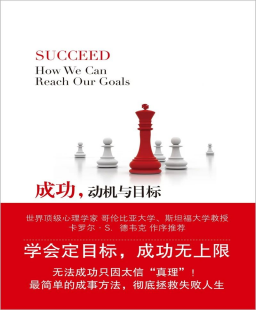 SUCCEED
How We Can
Reach Our Goals
成功，动机与目标
世界顶级心理学家 哥伦比亚大学、斯坦福大学教授
卡罗尔·S. 德韦克 作序推荐
学会定目标，成功无上限
无法成功只因太信“真理”！
最简单的成事方法，彻底拯救失败人生